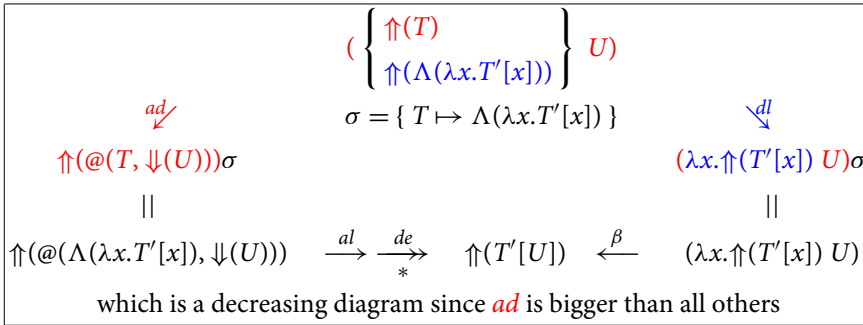 ( { ⇑(T)
⇑(Λ(λx.T′[x])) } U)
ad σ = { T ↦ Λ(λx.T′[x]) } dl
⇑(@(T, ⇓(U)))σ (λx.⇑(T′[x]) U)σ
|| ||
⇑(@(Λ(λx.T′[x]), ⇓(U))) al⟶ de↠* ⇑(T′[U]) β⟵ (λx.⇑(T′[x]) U)
which is a decreasing diagram since ad is bigger than all others